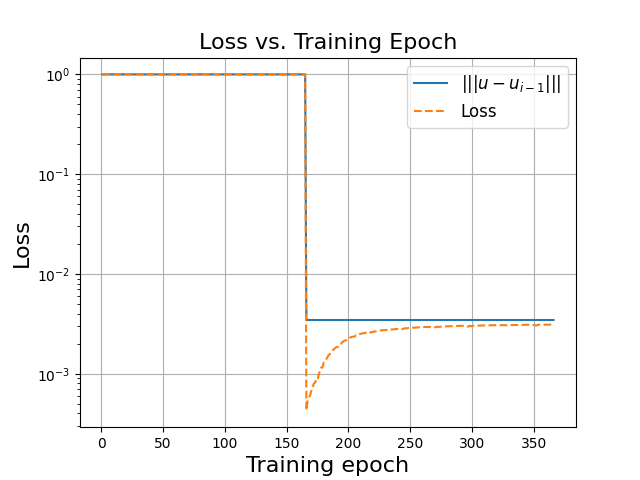 Loss vs. Training Epoch
|||u − u_{i−1}|||
Loss
Loss
10^0
10^{−1}
10^{−2}
10^{−3}
0 50 100 150 200 250 300 350
Training epoch